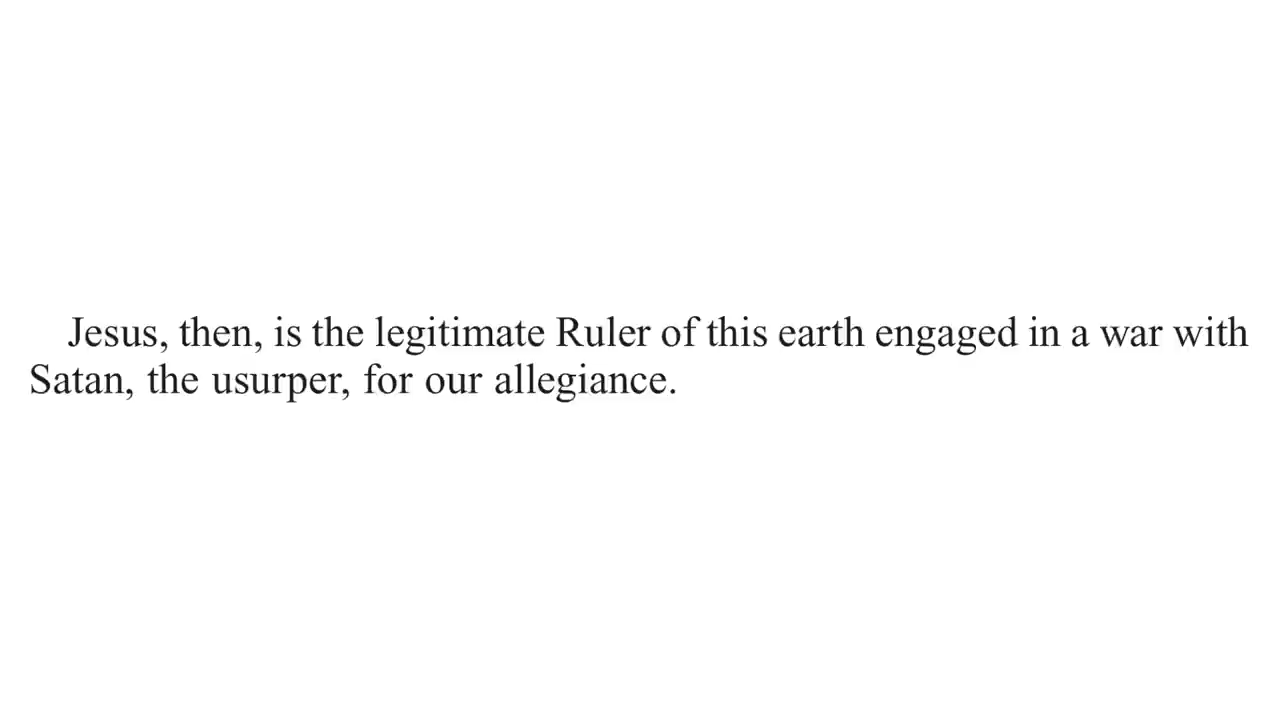 Jesus, then, is the legitimate Ruler of this earth engaged in a war with
Satan, the usurper, for our allegiance.